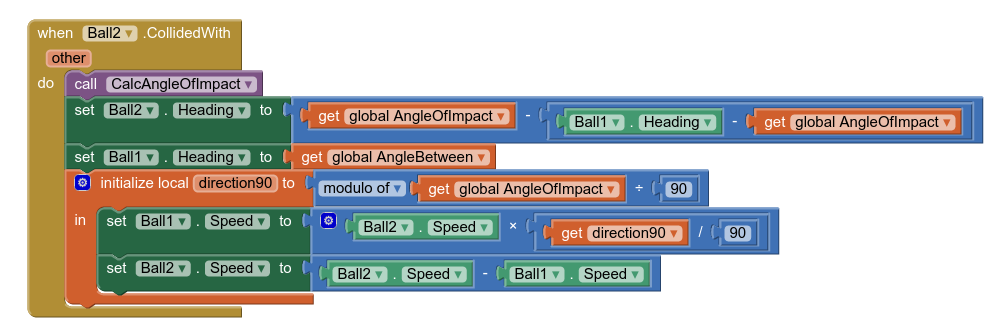 when Ball2 ▾ .CollidedWith
other
do call CalcAngleOfImpact ▾
set Ball2 ▾ . Heading ▾ to get global AngleOfImpact ▾ - Ball1 ▾ . Heading ▾ - get global AngleOfImpact ▾
set Ball1 ▾ . Heading ▾ to get global AngleBetween ▾
initialize local direction90 to modulo of ▾ get global AngleOfImpact ▾ ÷ 90
in set Ball1 ▾ . Speed ▾ to Ball2 ▾ . Speed ▾ × get direction90 ▾ / 90
set Ball2 ▾ . Speed ▾ to Ball2 ▾ . Speed ▾ - Ball1 ▾ . Speed ▾